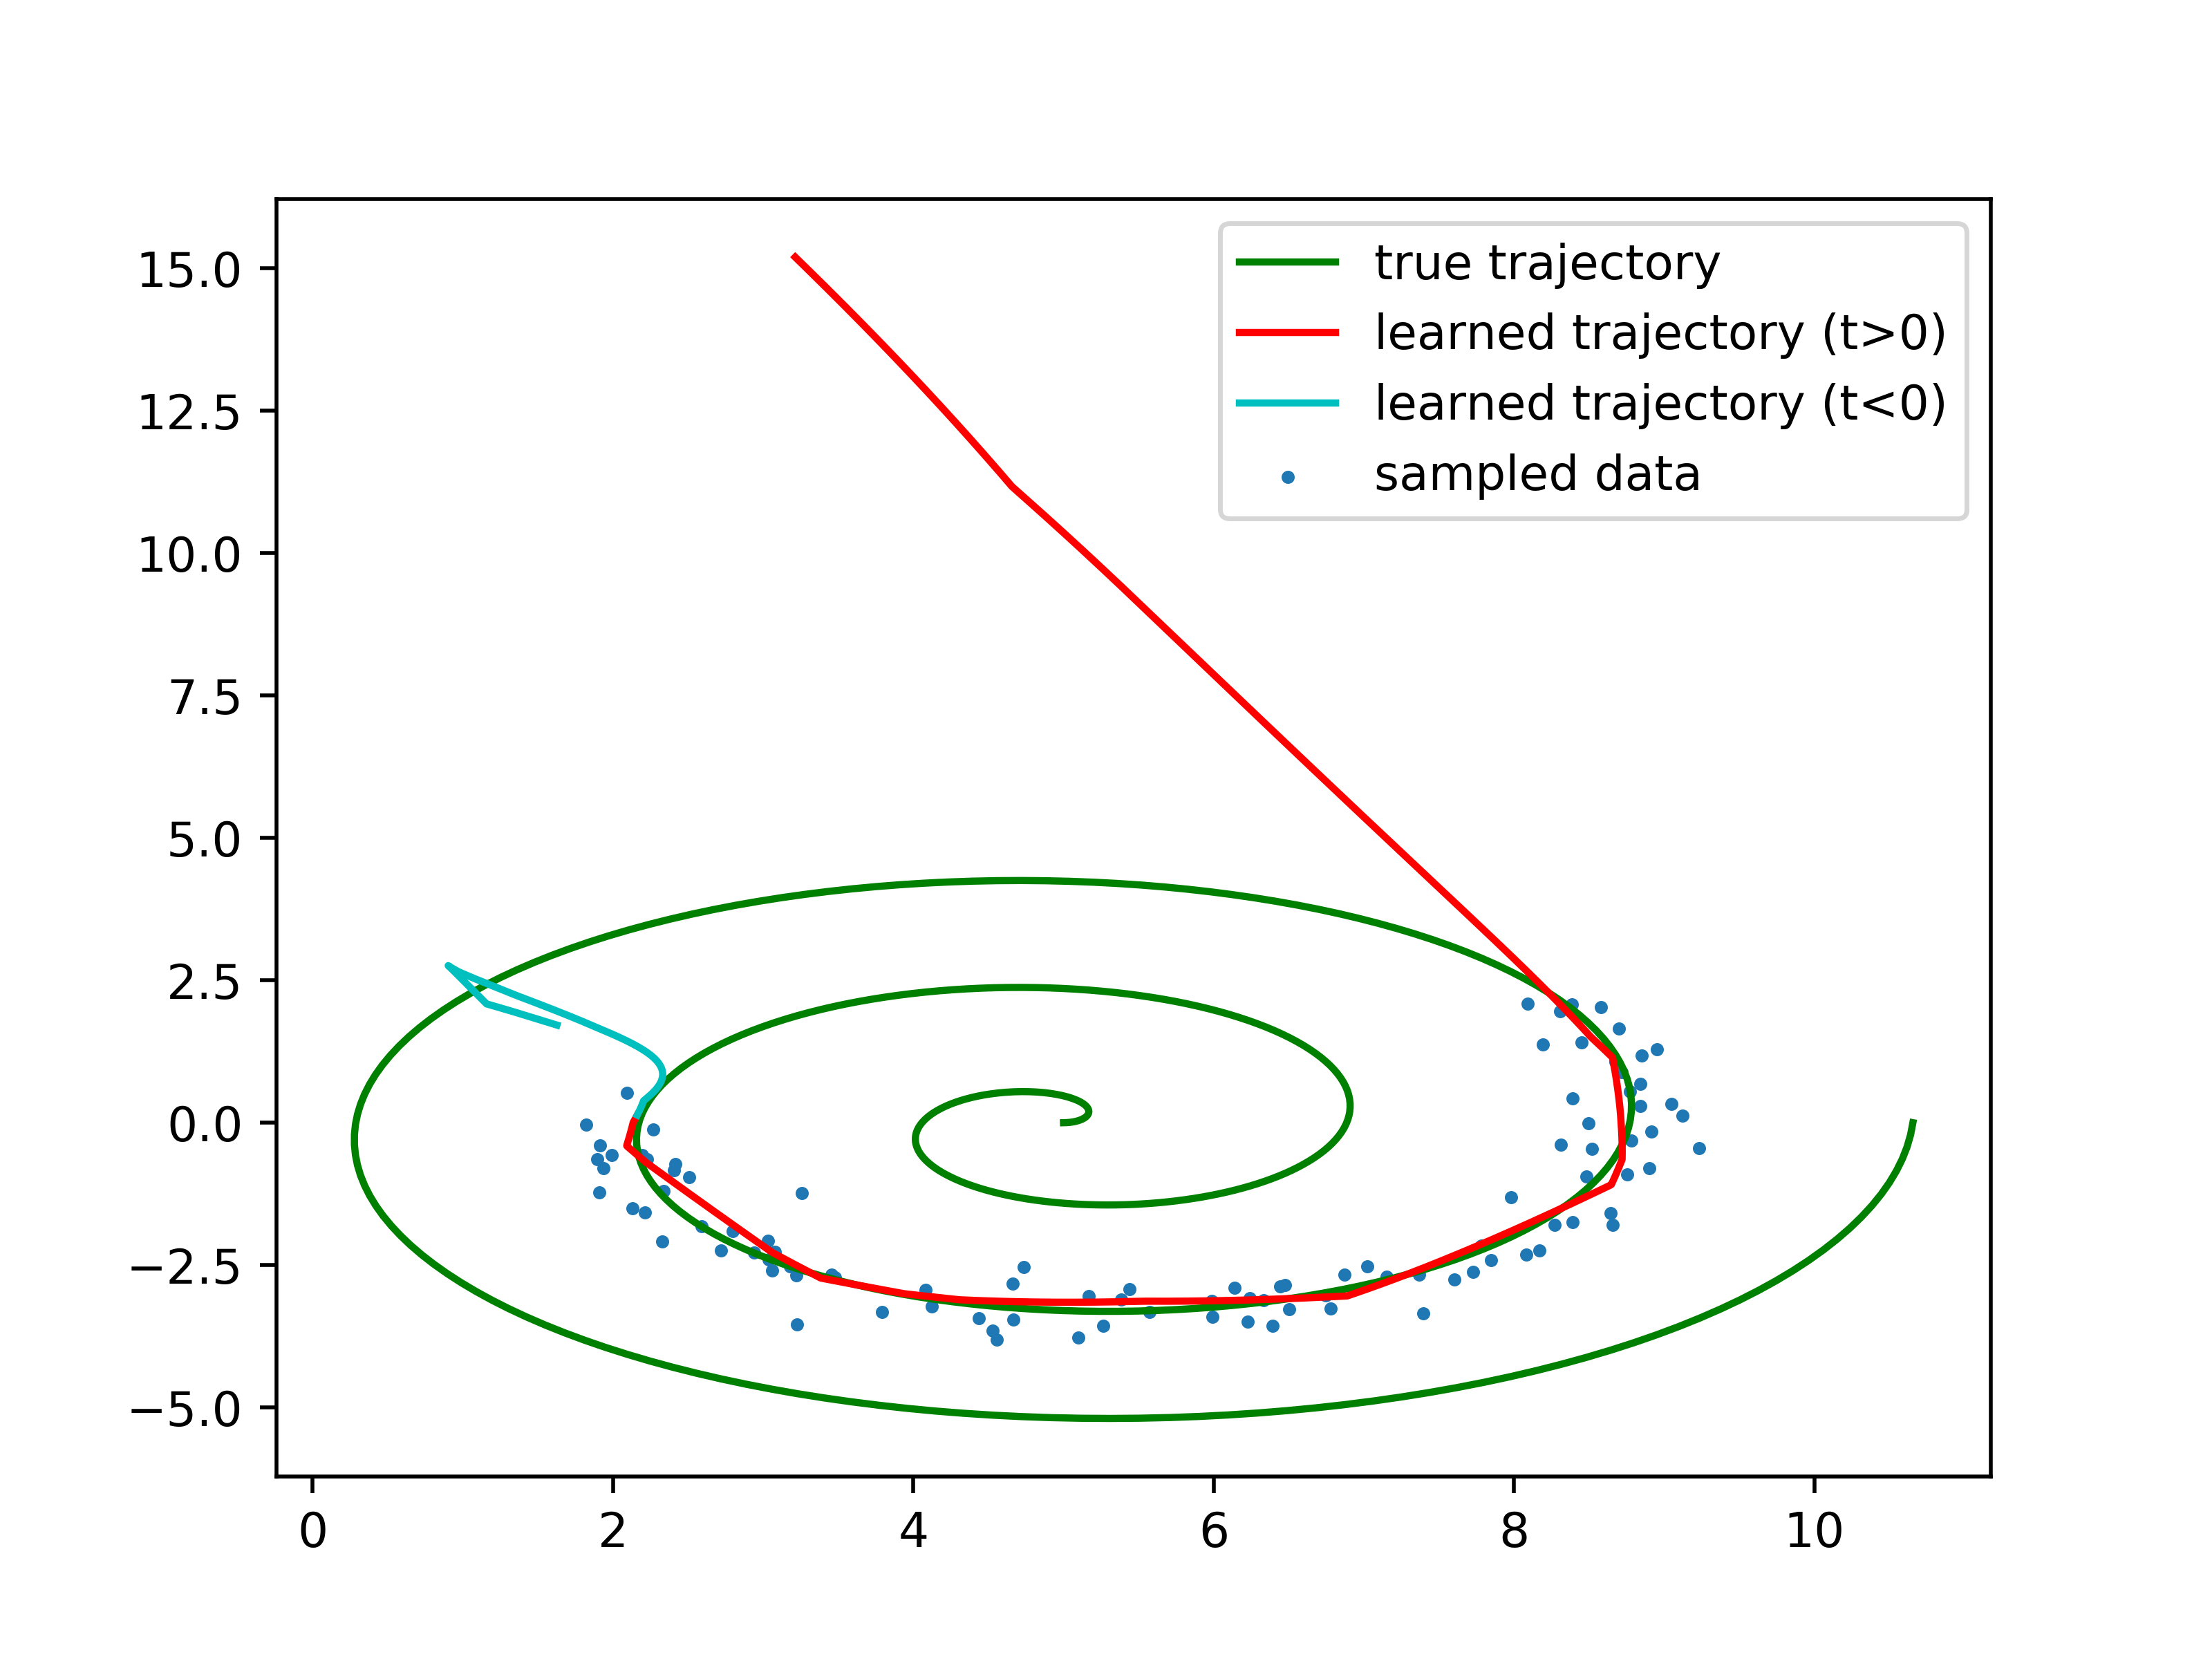 15.0
12.5
10.0
7.5
5.0
2.5
0.0
−2.5
−5.0
0 2 4 6 8 10
true trajectory
learned trajectory (t>0)
learned trajectory (t<0)
sampled data